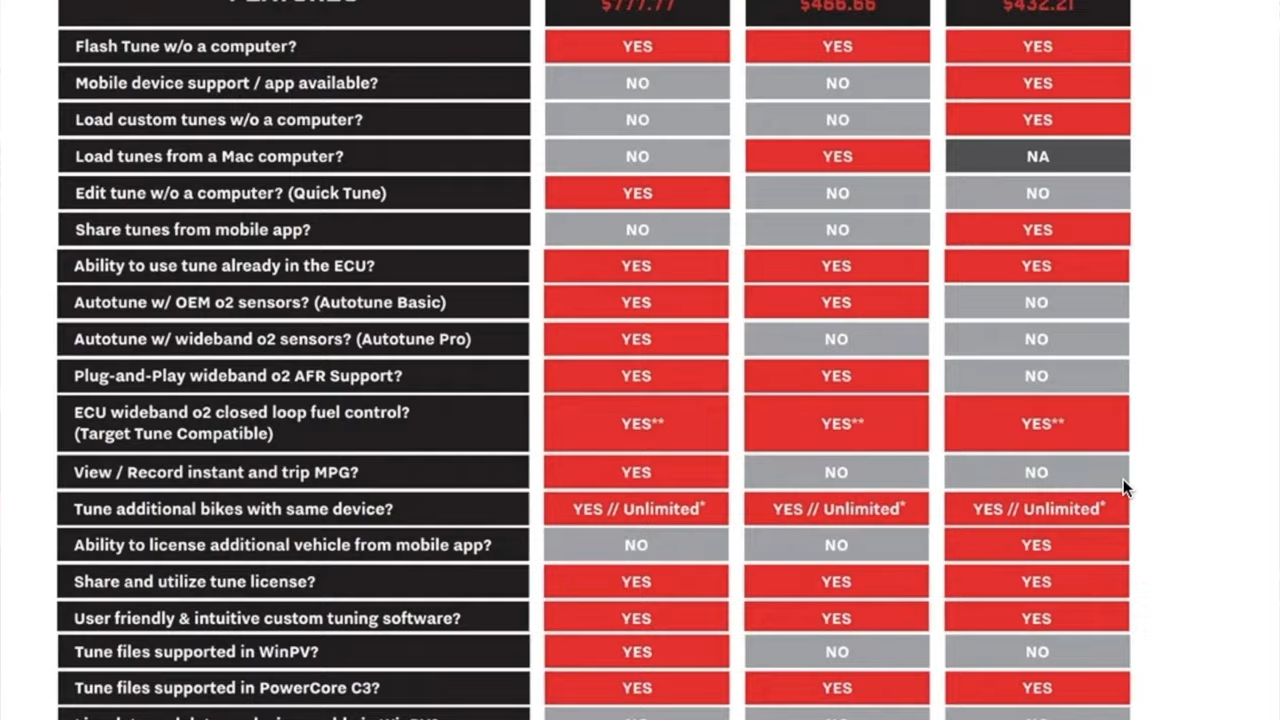 FEATURES $777.77 $466.66 $432.21
Flash Tune w/o a computer? YES YES YES
Mobile device support / app available? NO NO YES
Load custom tunes w/o a computer? NO NO YES
Load tunes from a Mac computer? NO YES NA
Edit tune w/o a computer? (Quick Tune) YES NO NO
Share tunes from mobile app? NO NO YES
Ability to use tune already in the ECU? YES YES YES
Autotune w/ OEM o2 sensors? (Autotune Basic) YES YES NO
Autotune w/ wideband o2 sensors? (Autotune Pro) YES NO NO
Plug-and-Play wideband o2 AFR Support? YES YES NO
ECU wideband o2 closed loop fuel control?
(Target Tune Compatible) YES** YES** YES**
View / Record instant and trip MPG? YES NO NO
Tune additional bikes with same device? YES // Unlimited* YES // Unlimited* YES // Unlimited*
Ability to license additional vehicle from mobile app? NO NO YES
Share and utilize tune license? YES YES YES
User friendly & intuitive custom tuning software? YES YES YES
Tune files supported in WinPV? YES NO NO
Tune files supported in PowerCore C3? YES YES YES